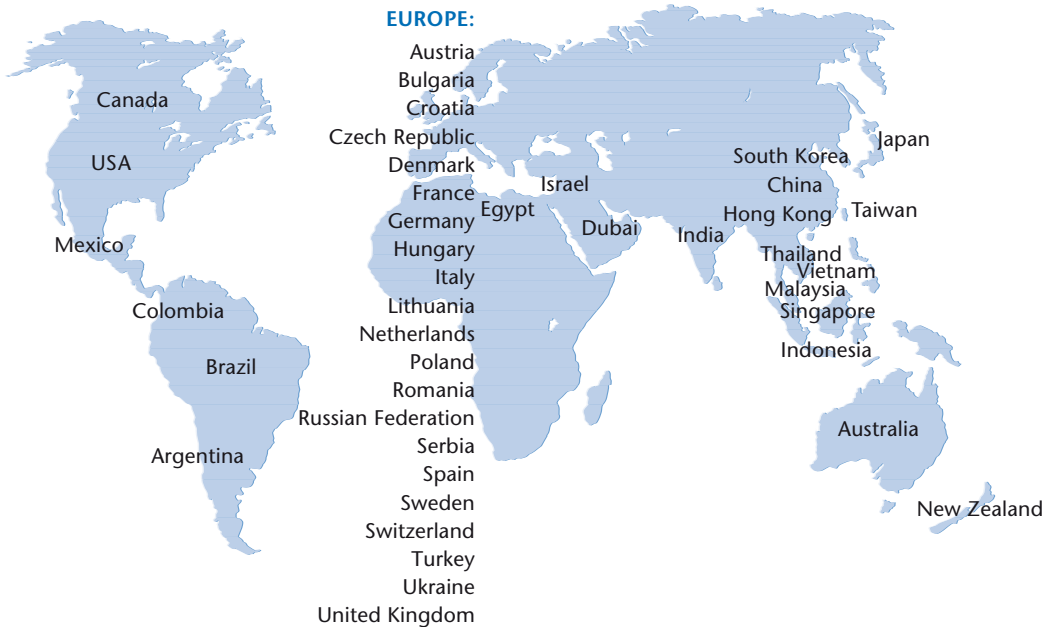 EUROPE:
Austria
Bulgaria
Croatia
Czech Republic
Denmark
France
Germany
Hungary
Italy
Lithuania
Netherlands
Poland
Romania
Russian Federation
Serbia
Spain
Sweden
Switzerland
Turkey
Ukraine
United Kingdom
Canada
USA
Mexico
Colombia
Brazil
Argentina
Egypt
Israel
Dubai
India
Japan
South Korea
China
Hong Kong
Taiwan
Thailand
Vietnam
Malaysia
Singapore
Indonesia
Australia
New Zealand